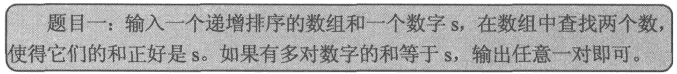 题目一：输入一个递增排序的数组和一个数字 s，在数组中查找两个数，
使得它们的和正好是 s。如果有多对数字的和等于 s，输出任意一对即可。